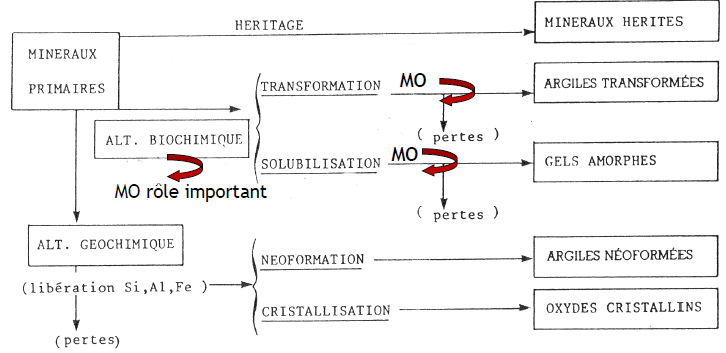 HERITAGE
MINERAUX HERITES
MINERAUX
PRIMAIRES
TRANSFORMATION
MO
ARGILES TRANSFORMÉES
ALT. BIOCHIMIQUE
( pertes )
MO rôle important
SOLUBILISATION
MO
GELS AMORPHES
( pertes )
ALT. GEOCHIMIQUE
(libération Si,Al,Fe )
(pertes)
NEOFORMATION
ARGILES NÉOFORMÉES
CRISTALLISATION
OXYDES CRISTALLINS